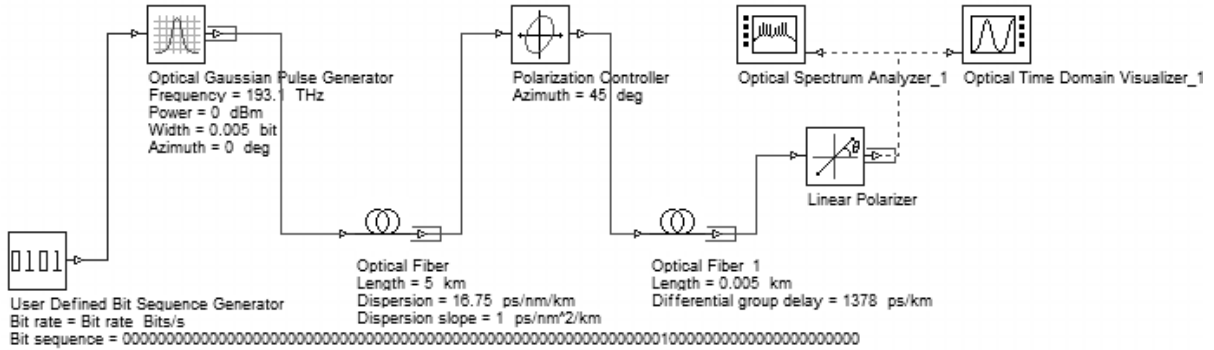 Optical Gaussian Pulse Generator
Frequency = 193.1 THz
Power = 0 dBm
Width = 0.005 bit
Azimuth = 0 deg
Polarization Controller
Azimuth = 45 deg
Optical Spectrum Analyzer_1
Optical Time Domain Visualizer_1
θ
Linear Polarizer
0101
User Defined Bit Sequence Generator
Bit rate = Bit rate Bits/s
Bit sequence =
Optical Fiber
Length = 5 km
Dispersion = 16.75 ps/nm/km
Dispersion slope = 1 ps/nm^2/km
Optical Fiber_1
Length = 0.005 km
Differential group delay = 1378 ps/km